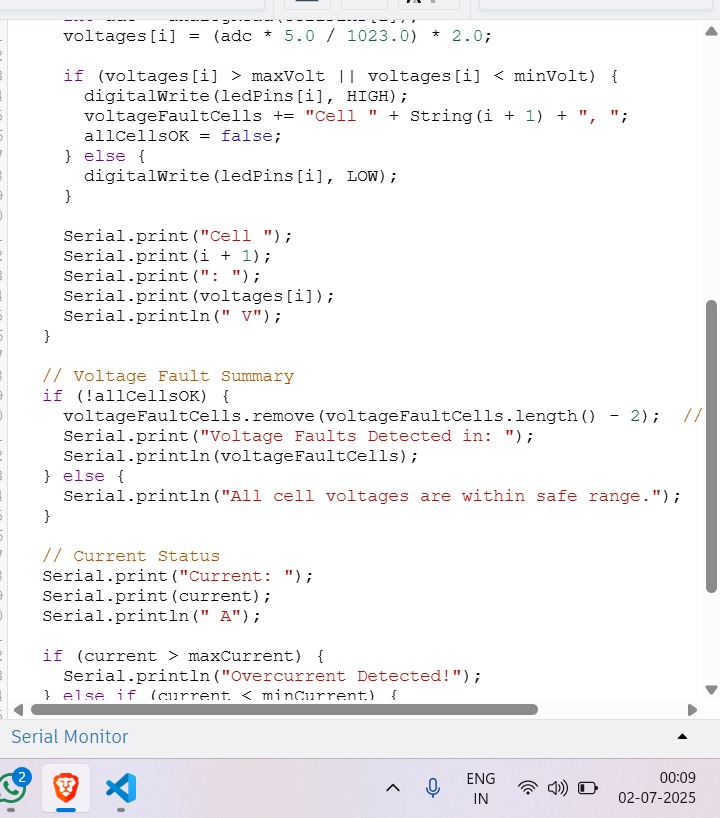 voltages[i] = (adc * 5.0 / 1023.0) * 2.0;
if (voltages[i] > maxVolt || voltages[i] < minVolt) {
digitalWrite(ledPins[i], HIGH);
voltageFaultCells += "Cell " + String(i + 1) + ", ";
allCellsOK = false;
} else {
digitalWrite(ledPins[i], LOW);
}
Serial.print("Cell ");
Serial.print(i + 1);
Serial.print(": ");
Serial.print(voltages[i]);
Serial.println(" V");
}
// Voltage Fault Summary
if (!allCellsOK) {
voltageFaultCells.remove(voltageFaultCells.length() - 2);  //
Serial.print("Voltage Faults Detected in: ");
Serial.println(voltageFaultCells);
} else {
Serial.println("All cell voltages are within safe range.");
}
// Current Status
Serial.print("Current: ");
Serial.print(current);
Serial.println(" A");
if (current > maxCurrent) {
Serial.println("Overcurrent Detected!");
} else if (current < minCurrent) {
Serial Monitor
2
ENG
IN
00:09
02-07-2025